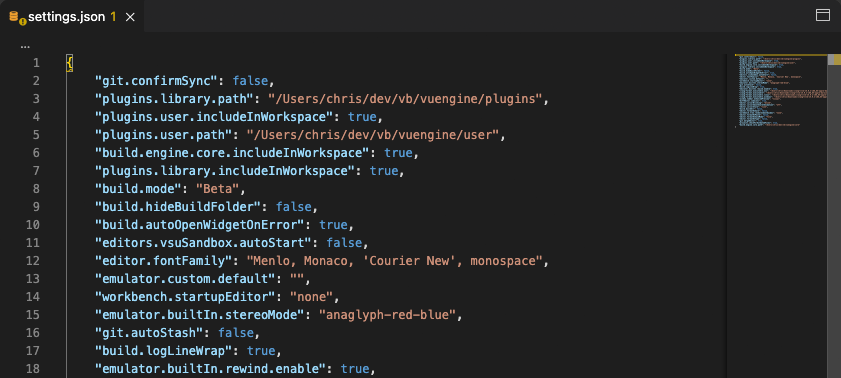 settings.json 1
...
1 {
2 "git.confirmSync": false,
3 "plugins.library.path": "/Users/chris/dev/vb/vuengine/plugins",
4 "plugins.user.includeInWorkspace": true,
5 "plugins.user.path": "/Users/chris/dev/vb/vuengine/user",
6 "build.engine.core.includeInWorkspace": true,
7 "plugins.library.includeInWorkspace": true,
8 "build.mode": "Beta",
9 "build.hideBuildFolder": false,
10 "build.autoOpenWidgetOnError": true,
11 "editors.vsuSandbox.autoStart": false,
12 "editor.fontFamily": "Menlo, Monaco, 'Courier New', monospace",
13 "emulator.custom.default": "",
14 "workbench.startupEditor": "none",
15 "emulator.builtIn.stereoMode": "anaglyph-red-blue",
16 "git.autoStash": false,
17 "build.logLineWrap": true,
18 "emulator.builtIn.rewind.enable": true,